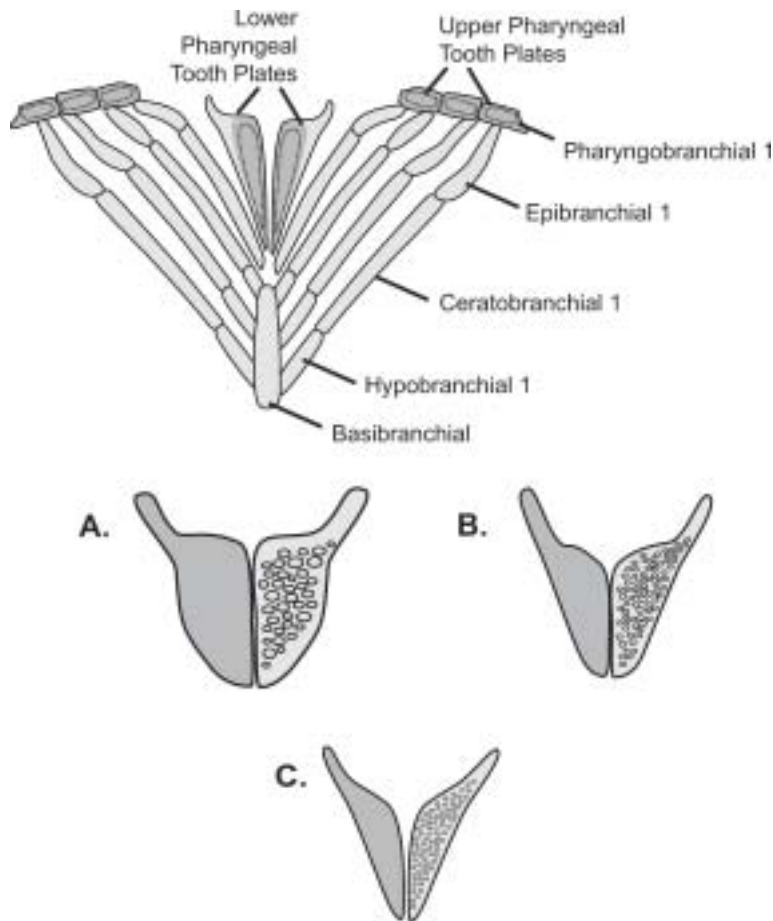 Lower
Pharyngeal
Tooth Plates
Upper Pharyngeal
Tooth Plates
Pharyngobranchial 1
Epibranchial 1
Ceratobranchial 1
Hypobranchial 1
Basibranchial
A.
B.
C.